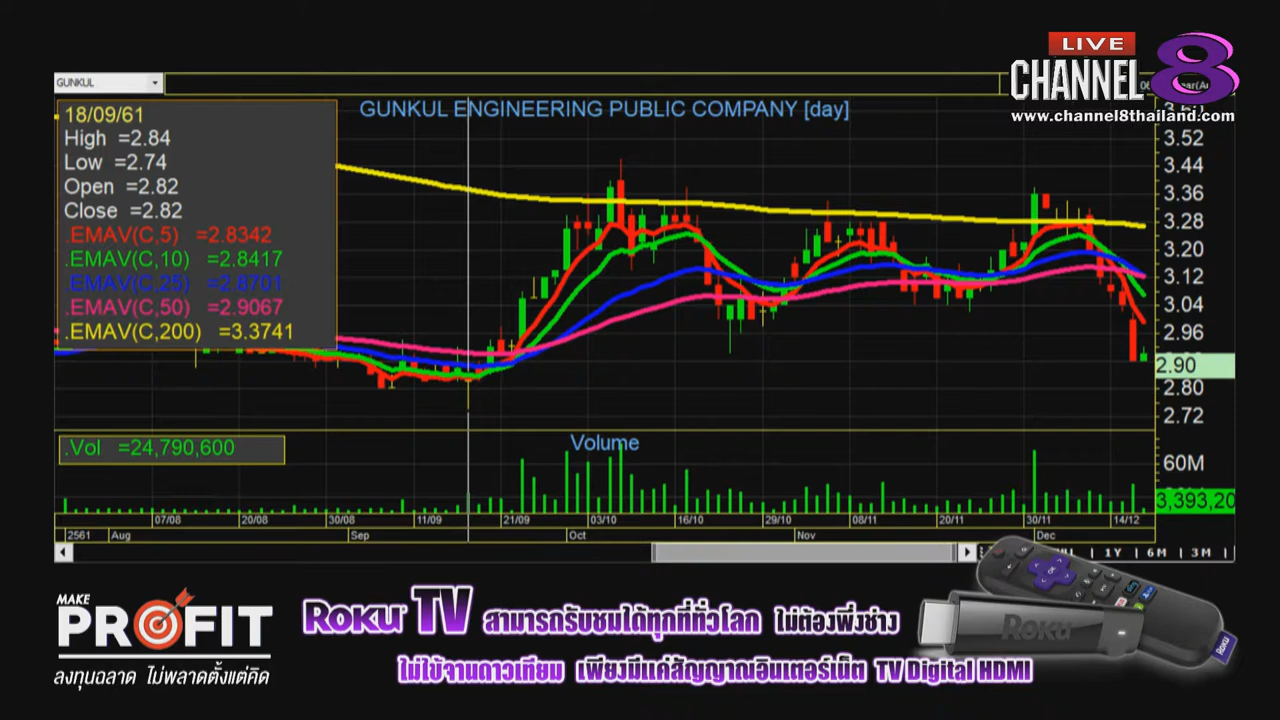 LIVE
CHANNEL 8
www.channel8thailand.com
GUNKUL
GUNKUL ENGINEERING PUBLIC COMPANY [day]
18/09/61
High =2.84
Low =2.74
Open =2.82
Close =2.82
.EMAV(C,5) =2.8342
.EMAV(C,10) =2.8417
.EMAV(C,25) =2.8701
.EMAV(C,50) =2.9067
.EMAV(C,200) =3.3741
3.52
3.44
3.36
3.28
3.20
3.12
3.04
2.96
2.90
2.80
2.72
.Vol =24,790,600
Volume
60M
3,393,20
07/08 20/08 30/08 11/09 21/09 03/10 16/10 29/10 08/11 20/11 30/11 14/12
2561 Aug Sep Oct Nov Dec
1Y | 6M | 3M |
MAKE
PROFIT
ลงทุนฉลาด ไม่พลาดตั้งแต่คิด
ROKU TV สามารถรับชมได้ทุกที่ทั่วโลก ไม่ต้องพึ่งช่าง
ไม่ใช้จานดาวเทียม เพียงมีแค่สัญญาณอินเตอร์เน็ต TV Digital HDMI
Roku
Roku